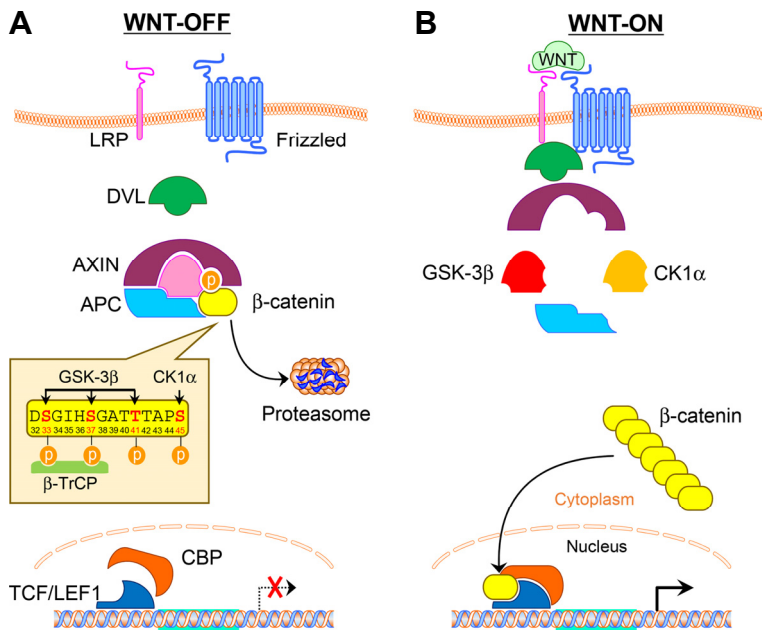 A
WNT-OFF
LRP
Frizzled
DVL
AXIN
p
APC
β-catenin
GSK-3β
CK1α
DSGIHSGATTTAPS
32 33 34 35 36 37 38 39 40 41 42 43 44 45
p p p p
β-TrCP
Proteasome
CBP
TCF/LEF1
X
B
WNT-ON
WNT
GSK-3β
CK1α
β-catenin
Cytoplasm
Nucleus